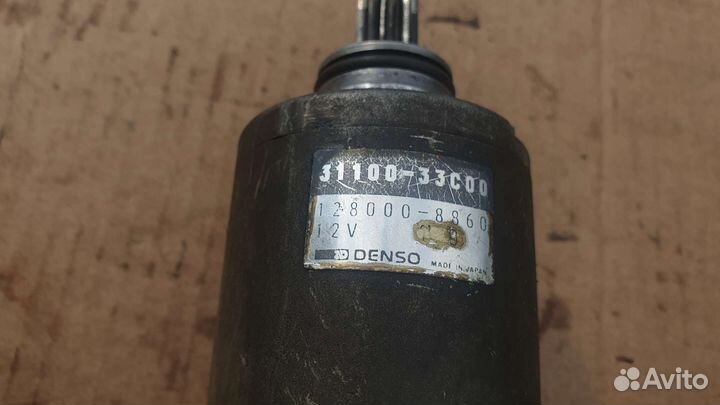 31100-33C00
128000-8860
12V
DENSO
MADE IN JAPAN
Avito